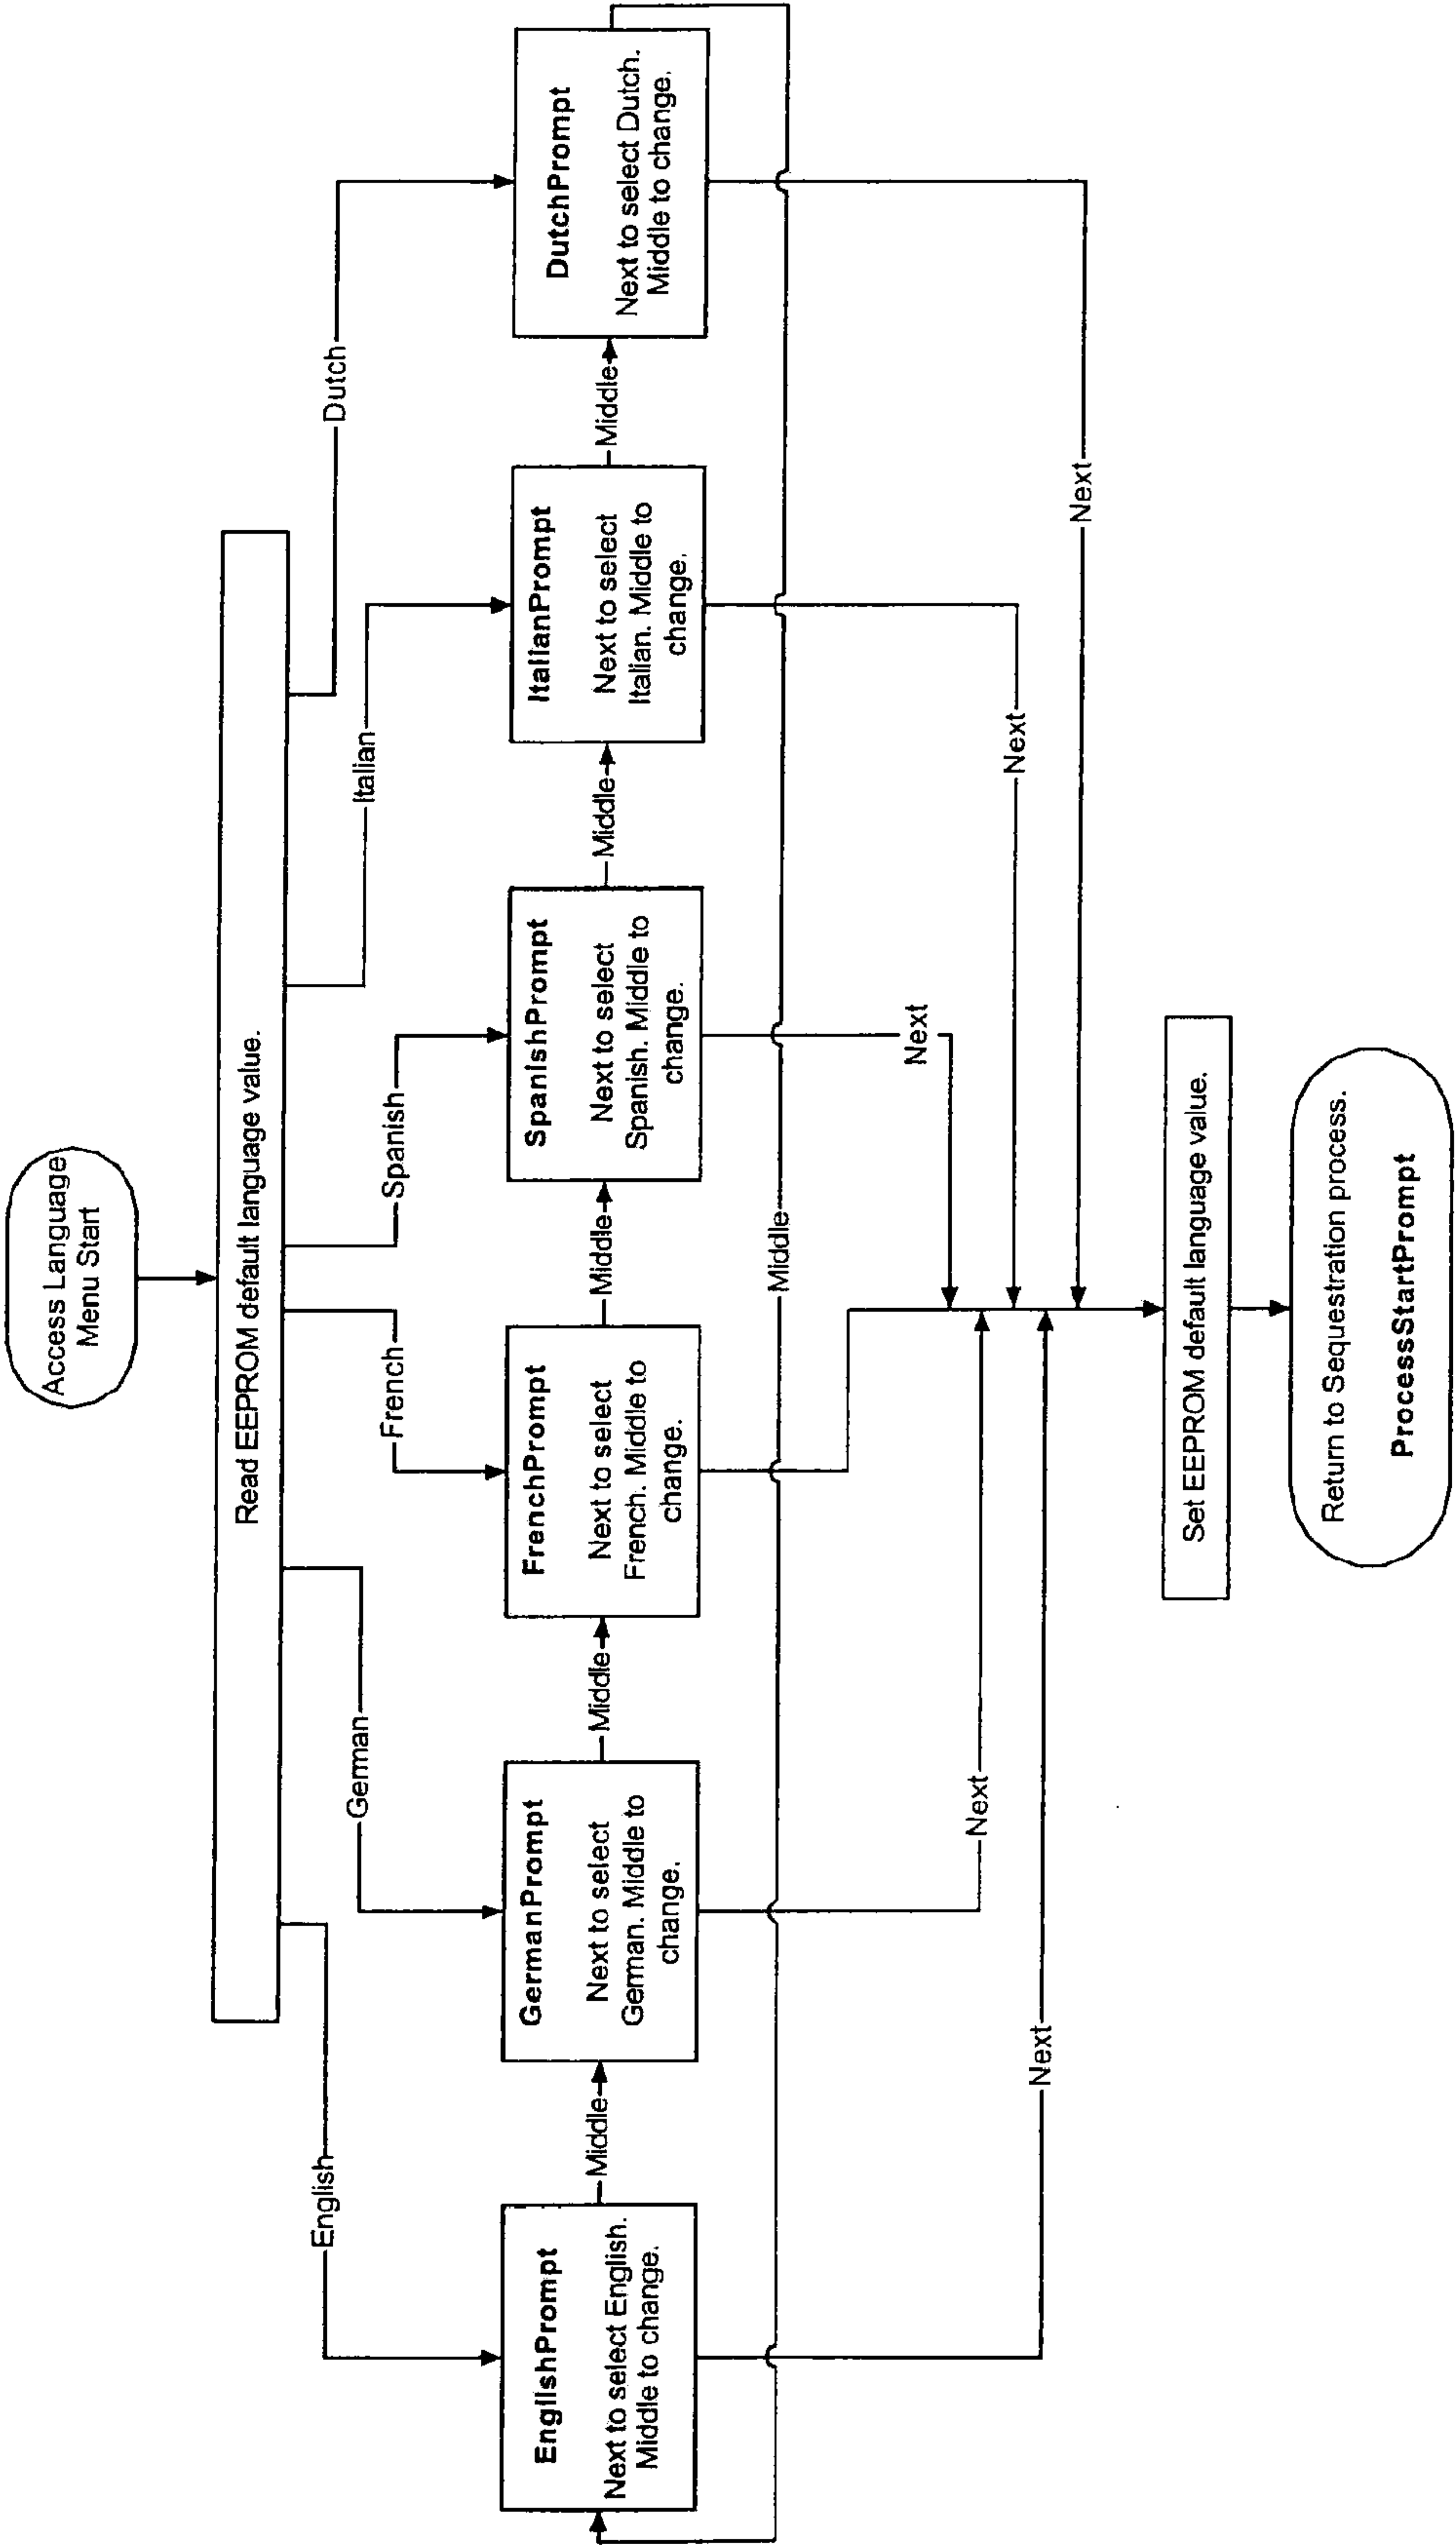 Access Language
Menu Start
Read EEPROM default language value.
English
German
French
Spanish
Italian
Dutch
EnglishPrompt
Next to select English.
Middle to change.
Middle
GermanPrompt
Next to select
German. Middle to
change.
Middle
FrenchPrompt
Next to select
French. Middle to
change.
Middle
SpanishPrompt
Next to select
Spanish. Middle to
change.
Middle
ItalianPrompt
Next to select
Italian. Middle to
change.
Middle
DutchPrompt
Next to select Dutch.
Middle to change.
Middle
Next
Next
Next
Next
Next
Set EEPROM default language value.
Return to Sequestration process.
ProcessStartPrompt